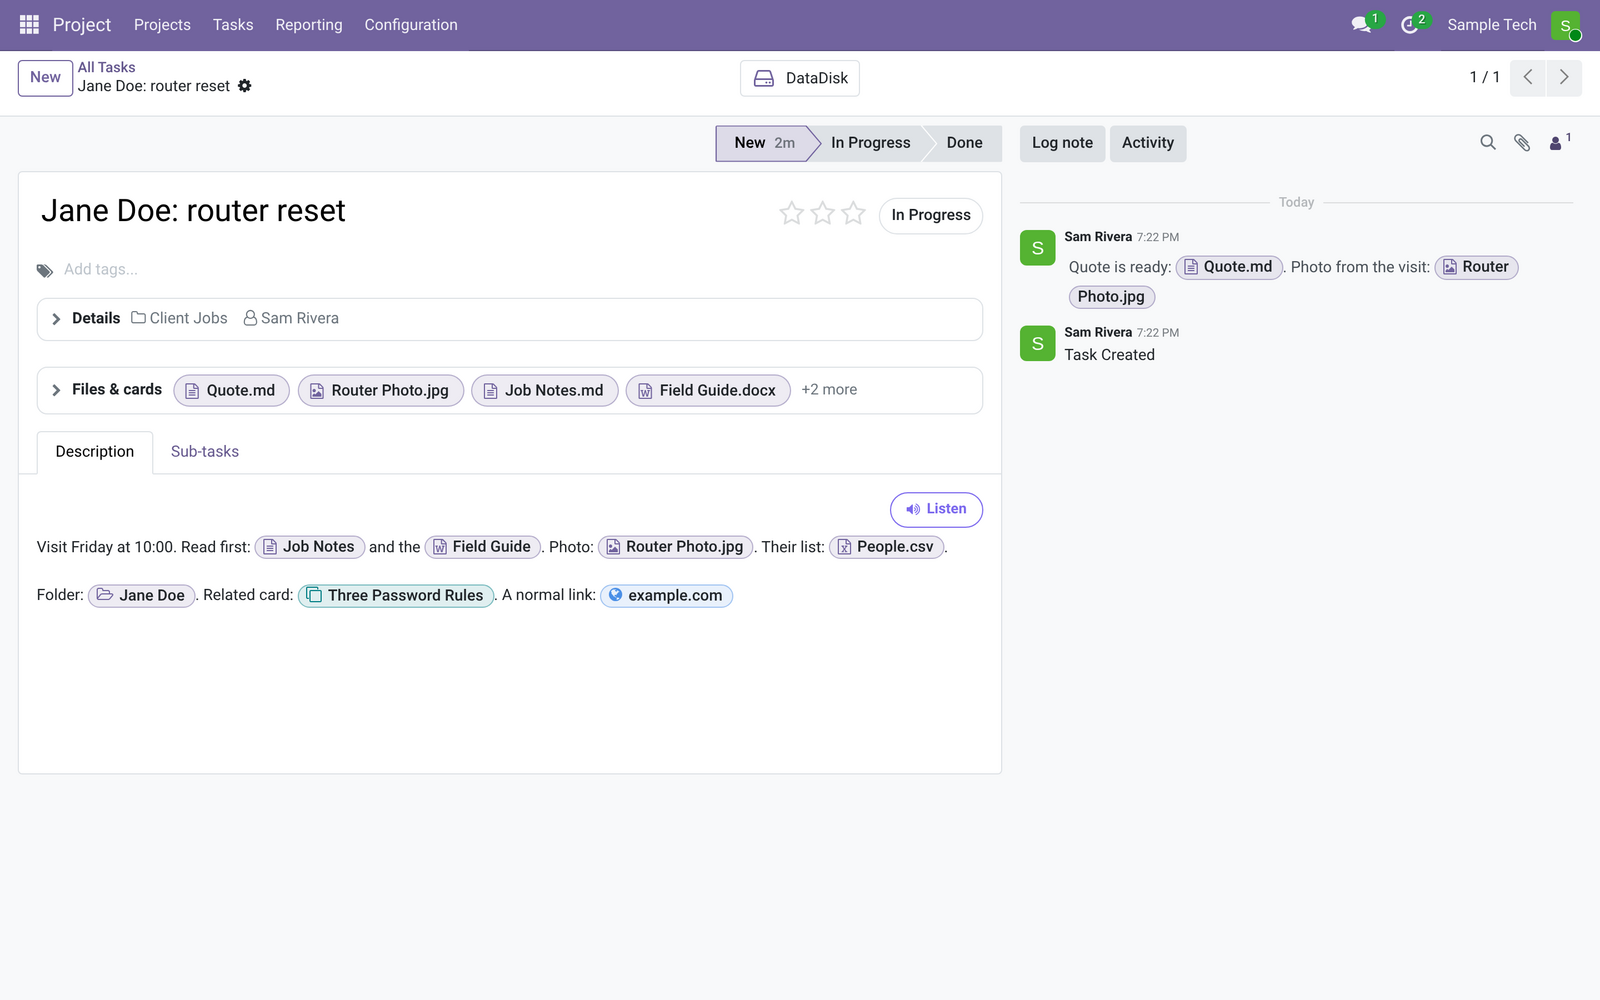 Project Projects Tasks Reporting Configuration 1 2 Sample Tech S
New All Tasks
Jane Doe: router reset
DataDisk
1 / 1
New 2m In Progress Done Log note Activity 1
Jane Doe: router reset
In Progress
Add tags...
Details Client Jobs Sam Rivera
Files & cards Quote.md Router Photo.jpg Job Notes.md Field Guide.docx +2 more
Description Sub-tasks
Listen
Visit Friday at 10:00. Read first: Job Notes and the Field Guide. Photo: Router Photo.jpg. Their list: People.csv.
Folder: Jane Doe. Related card: Three Password Rules. A normal link: example.com
Today
S Sam Rivera 7:22 PM
Quote is ready: Quote.md. Photo from the visit: Router
Photo.jpg
S Sam Rivera 7:22 PM
Task Created